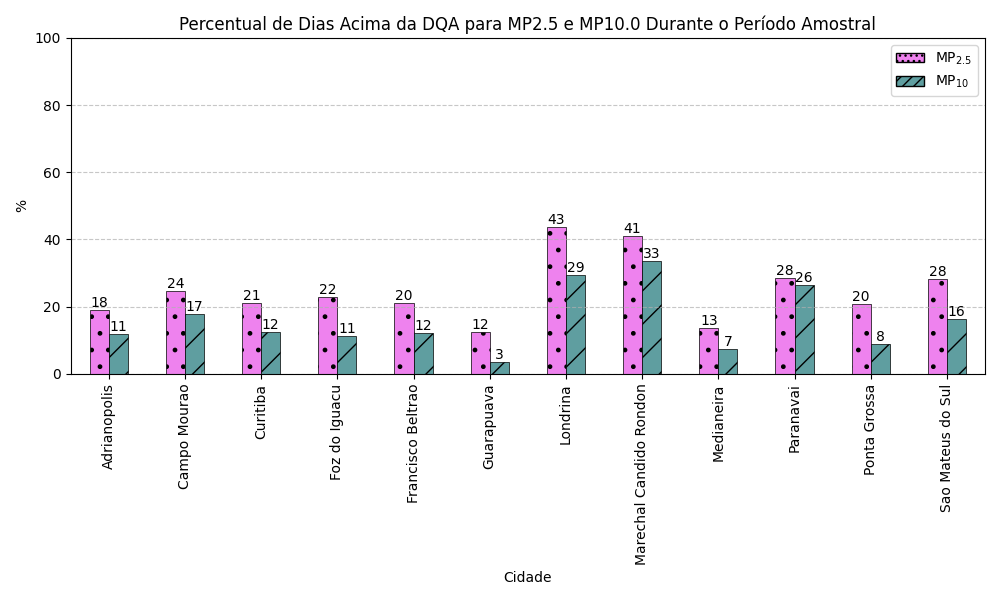 Percentual de Dias Acima da DQA para MP2.5 e MP10.0 Durante o Período Amostral
MP2.5
MP10
%
100
80
60
40
20
0
18 11 24 17 21 12 22 11 20 12 12 3 43 29 41 33 13 7 28 26 20 8 28 16
Adrianopolis
Campo Mourao
Curitiba
Foz do Iguacu
Francisco Beltrao
Guarapuava
Londrina
Marechal Candido Rondon
Medianeira
Paranavai
Ponta Grossa
Sao Mateus do Sul
Cidade